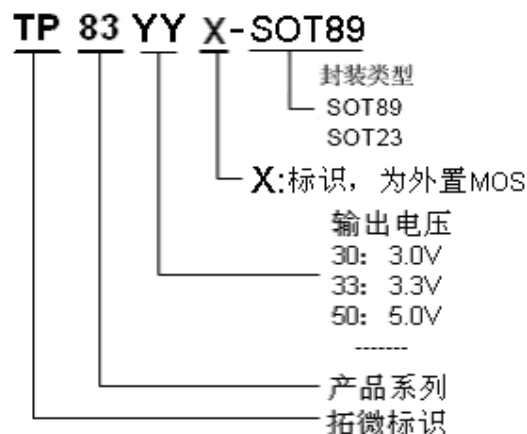 TP 83 YY X-SOT89
封装类型
SOT89
SOT23
X:标识，为外置MOS
输出电压
30：3.0V
33：3.3V
50：5.0V
-------
产品系列
拓微标识